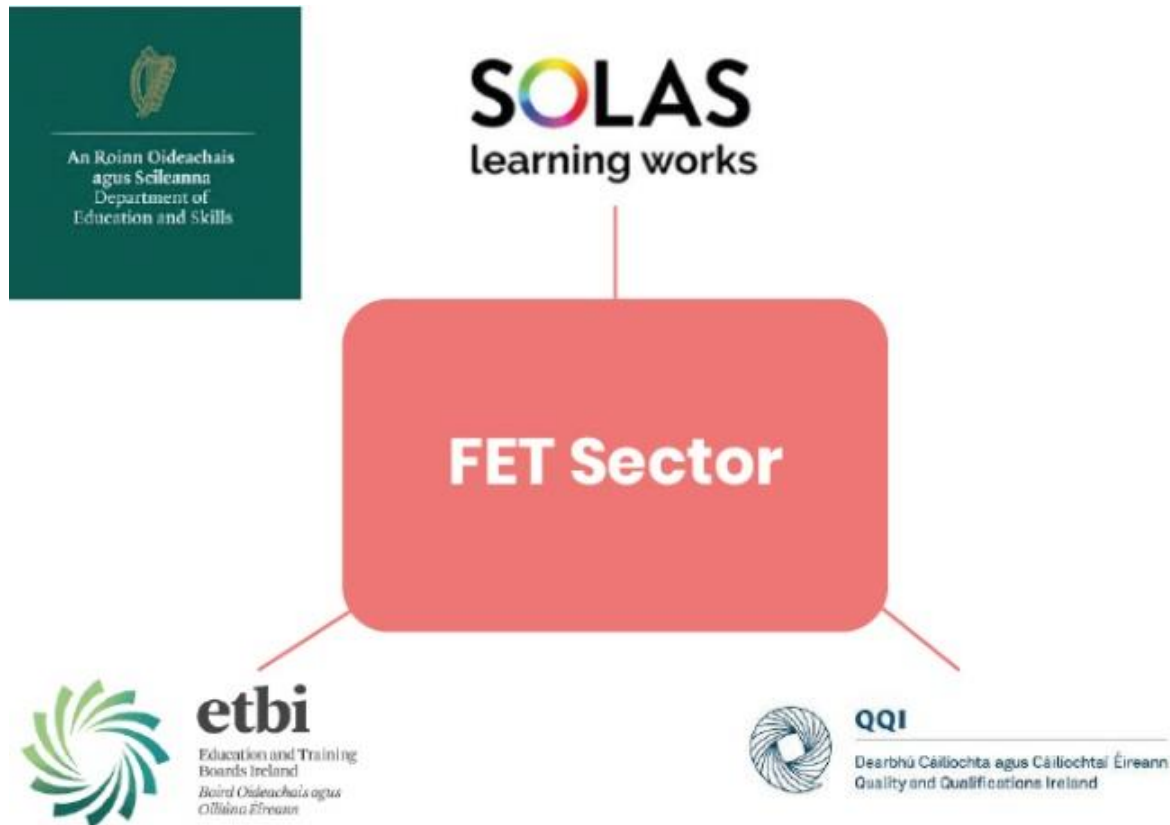 An Roinn Oideachais
agus Scileanna
Department of
Education and Skills
SOLAS
learning works
FET Sector
etbi
Education and Training
Boards Ireland
Boird Oideachais agus
Oiliúna Éireann
QQI
Dearbhú Cáilíochta agus Cáilíochtaí Éireann
Quality and Qualifications Ireland